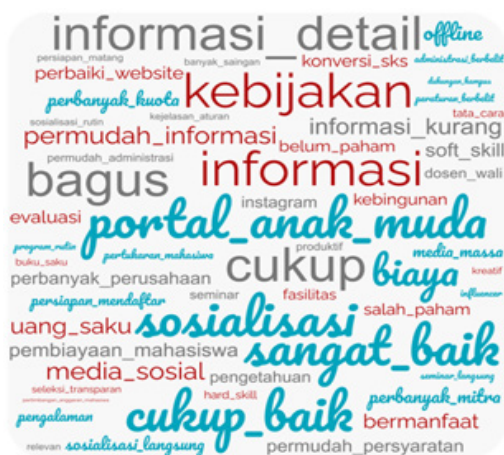 informasi_detail offline
persiapan_matang banyak_saingan konversi_sks administrasi_berbelit
perbaiki_website kebijakan dukungan_kampus
perbanyak_kuota peraturan_berbelit
sosialisasi_rutin kejelasan_aturan tata_cara
permudah_informasi informasi_kurang
belum_paham soft_skill
permudah_administrasi informasi dosen_wali
bagus instagram kebingunan
evaluasi portal_anak_muda
program_rutin pertukaran_mahasiswa produktif media_massa
buku_saku cukup biaya kreatif
perbanyak_perusahaan influencer
persiapan_mendaftar seminar fasilitas salah_paham
uang_saku sosialisasi
pembiayaan_mahasiswa sangat_baik
media_sosial pengetahuan seminar_langsung
seleksi_transparan hard_skill perbanyak_mitra
pengalaman cukup_baik bermanfaat
relevan sosialisasi_langsung permudah_persyaratan